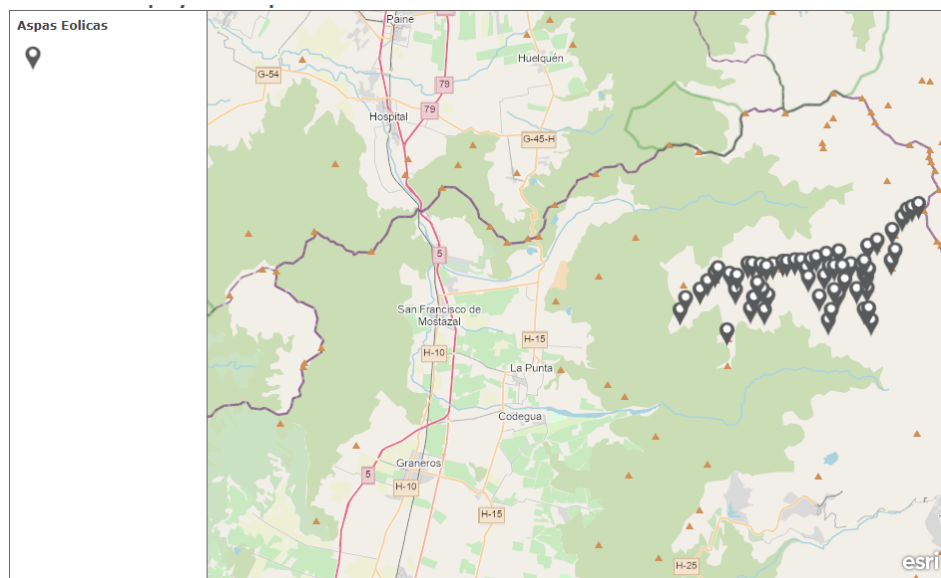 Aspas Eolicas
Paine
Huelquén
G-54
79
79
Hospital
G-45-H
5
San Francisco de
Mostazal
H-10
H-15
La Punta
Codegua
Graneros
5
H-10
H-15
H-25
esri